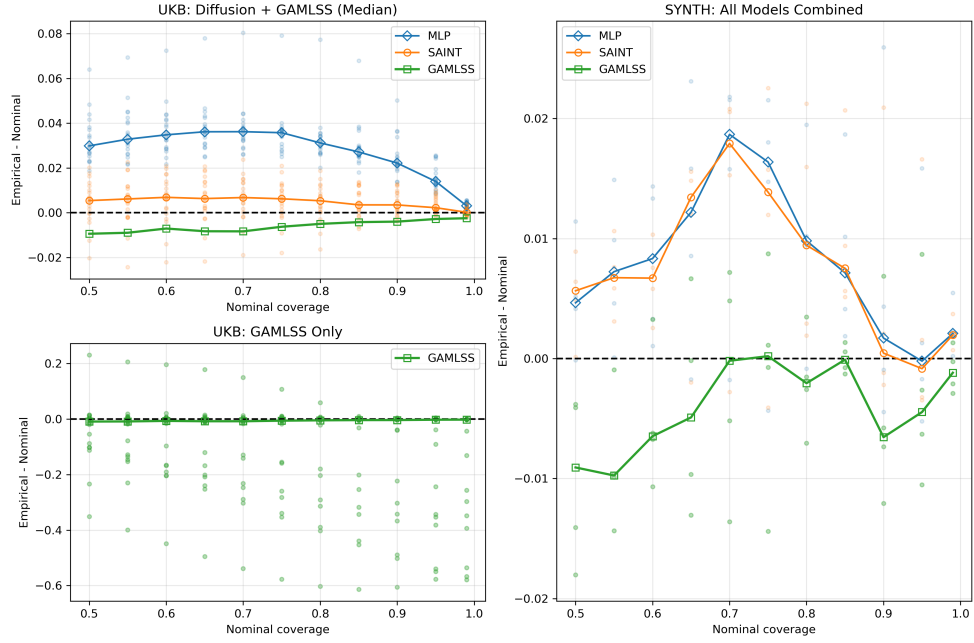 UKB: Diffusion + GAMLSS (Median)
Empirical - Nominal
0.08
0.06
0.04
0.02
0.00
−0.02
MLP
SAINT
GAMLSS
0.5 0.6 0.7 0.8 0.9 1.0
Nominal coverage
UKB: GAMLSS Only
Empirical - Nominal
0.2
0.0
−0.2
−0.4
−0.6
GAMLSS
0.5 0.6 0.7 0.8 0.9 1.0
Nominal coverage
SYNTH: All Models Combined
Empirical - Nominal
0.02
0.01
0.00
−0.01
−0.02
MLP
SAINT
GAMLSS
0.5 0.6 0.7 0.8 0.9 1.0
Nominal coverage